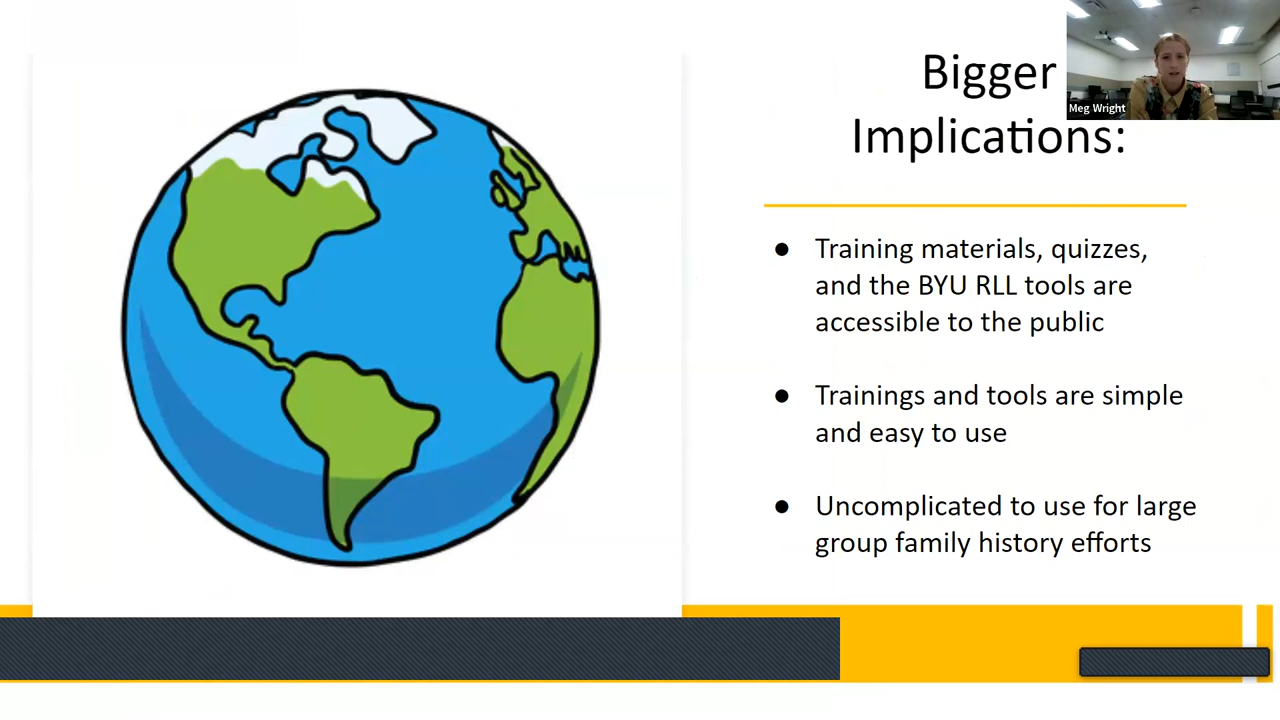 Bigger
Implications:
Meg Wright
● Training materials, quizzes,
and the BYU RLL tools are
accessible to the public
● Trainings and tools are simple
and easy to use
● Uncomplicated to use for large
group family history efforts